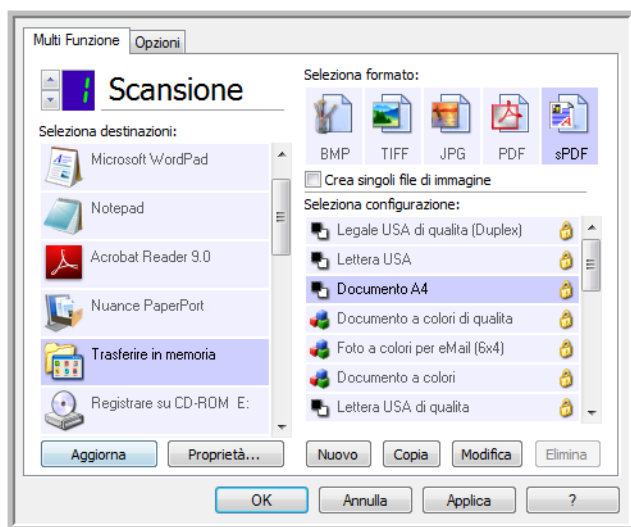 Multi Funzione
Opzioni
1
Scansione
Seleziona destinazioni:
Microsoft WordPad
Notepad
Acrobat Reader 9.0
Nuance PaperPort
Trasferire in memoria
Registrare su CD-ROM E:
Aggiorna
Proprietà...
Seleziona formato:
BMP
TIFF
JPG
PDF
sPDF
Crea singoli file di immagine
Seleziona configurazione:
Legale USA di qualita (Duplex)
Lettera USA
Documento A4
Documento a colori di qualita
Foto a colori per eMail (6x4)
Documento a colori
Lettera USA di qualita
Nuovo
Copia
Modifica
Elimina
OK
Annulla
Applica
?